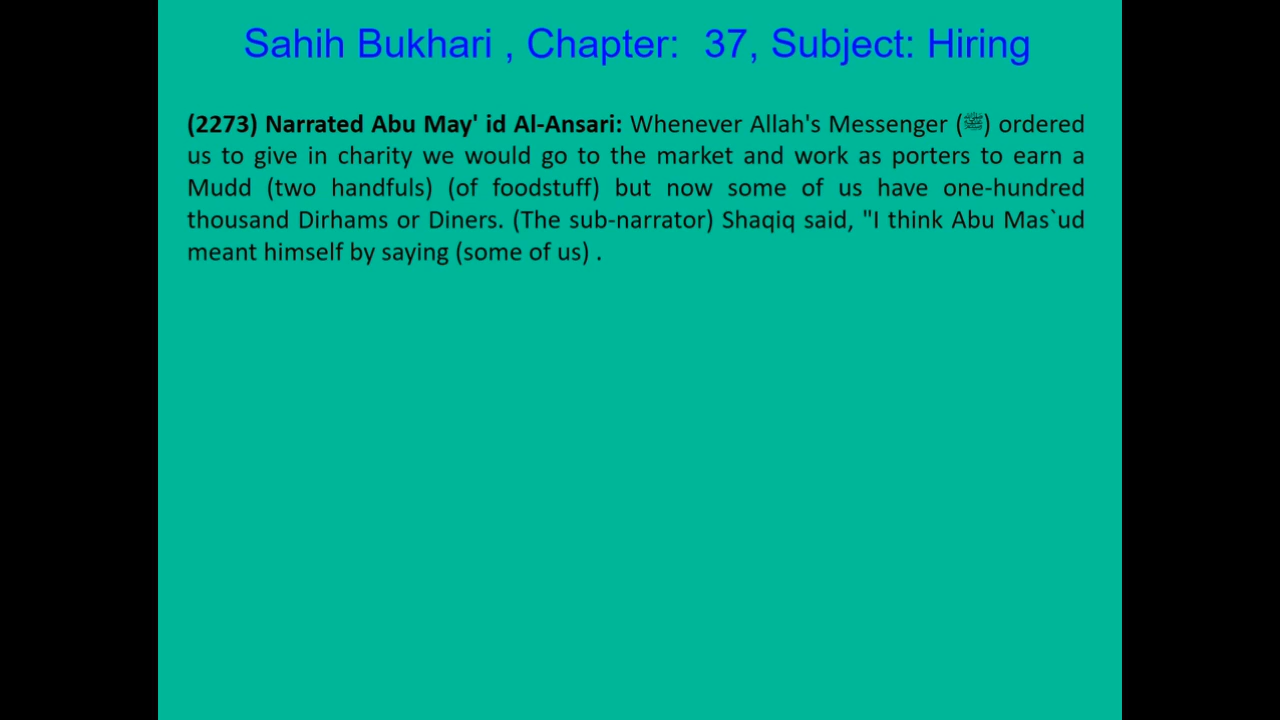 Sahih Bukhari , Chapter:  37, Subject: Hiring
(2273) Narrated Abu May' id Al-Ansari: Whenever Allah's Messenger (ﷺ) ordered
us to give in charity we would go to the market and work as porters to earn a
Mudd (two handfuls) (of foodstuff) but now some of us have one-hundred
thousand Dirhams or Diners. (The sub-narrator) Shaqiq said, "I think Abu Mas`ud
meant himself by saying (some of us) .